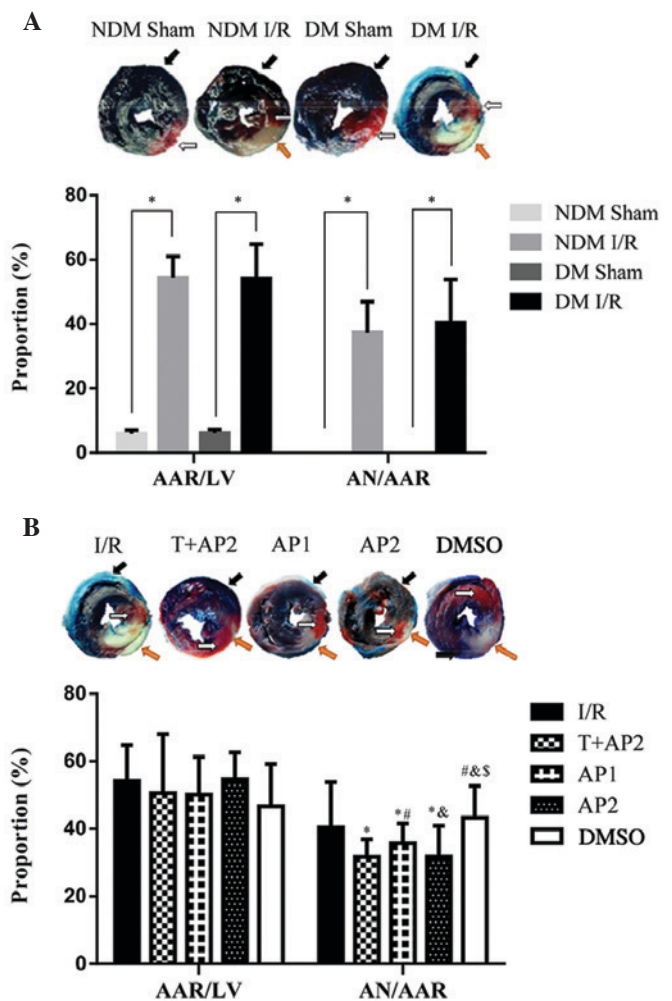 A
NDM Sham NDM I/R DM Sham DM I/R
80
60
40
20
0
Proportion (%)
* * * *
AAR/LV AN/AAR
NDM Sham
NDM I/R
DM Sham
DM I/R
B
I/R T+AP2 AP1 AP2 DMSO
80
60
40
20
0
Proportion (%)
* *# *& #&$
AAR/LV AN/AAR
I/R
T+AP2
AP1
AP2
DMSO